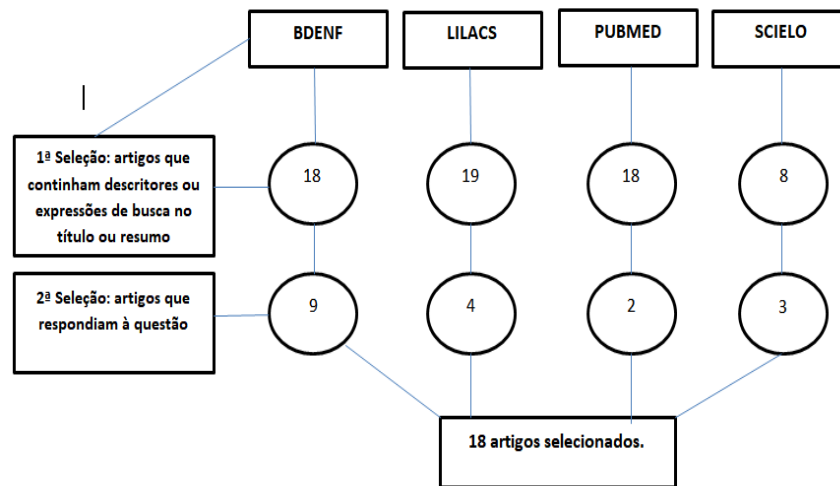 BDENF
LILACS
PUBMED
SCIELO
1ª Seleção: artigos que
continham descritores ou
expressões de busca no
título ou resumo
18
19
18
8
2ª Seleção: artigos que
respondiam à questão
9
4
2
3
18 artigos selecionados.